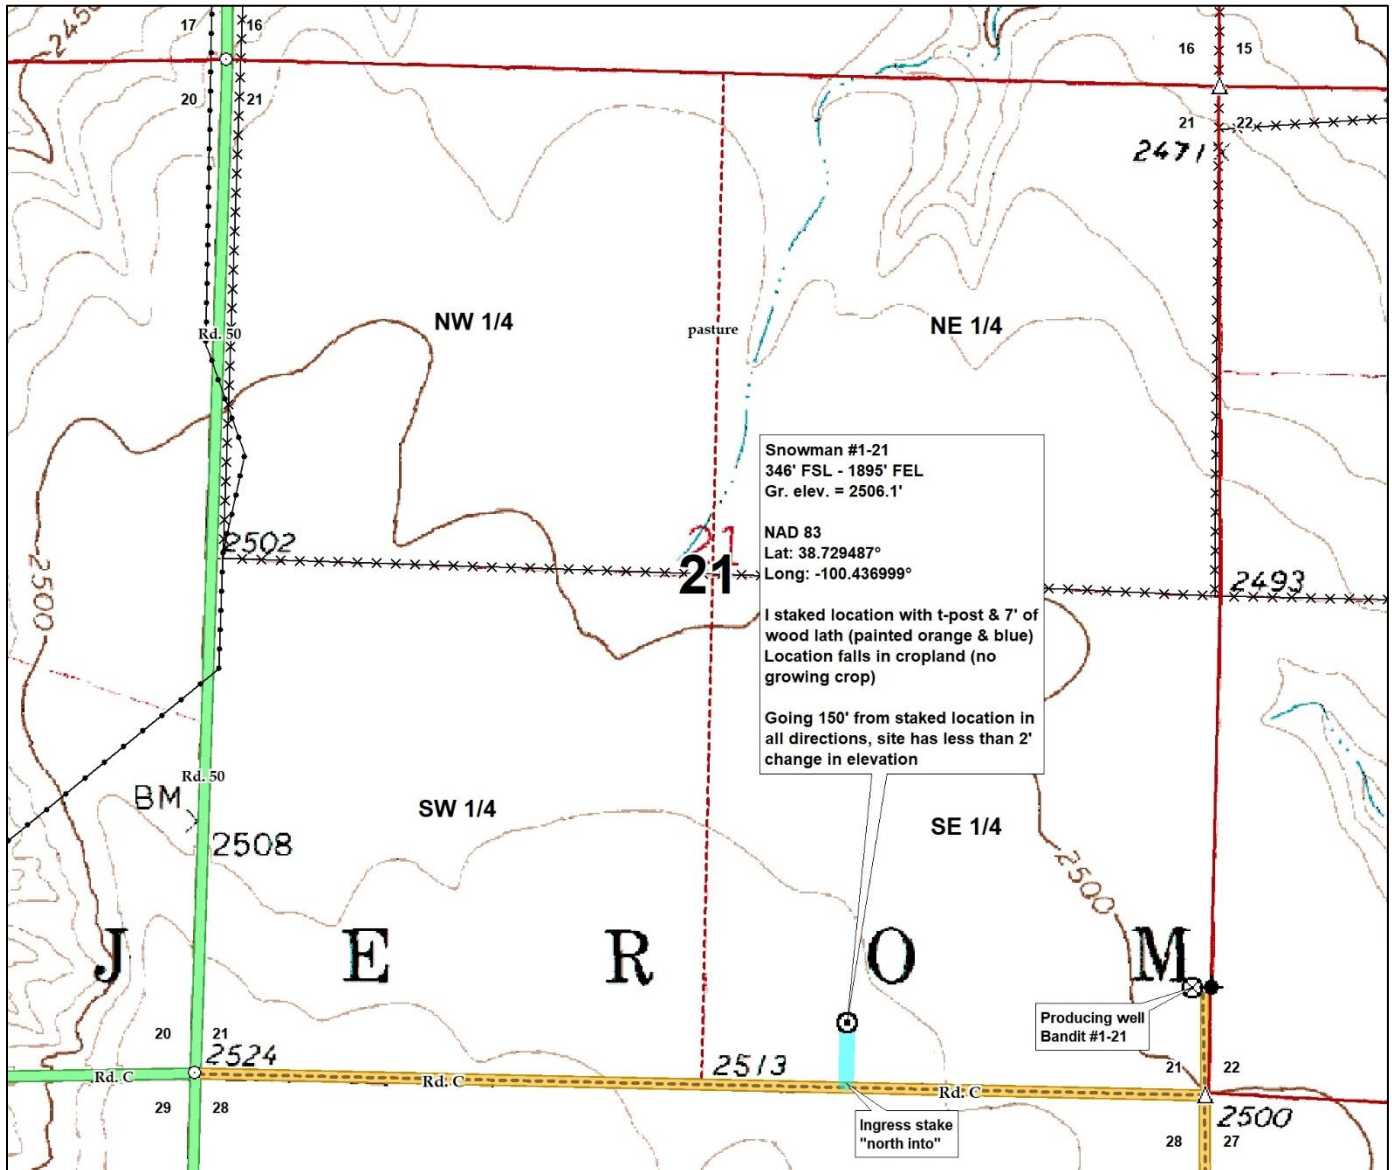 2450
17
16
16
15
20
21
21
22
2471
NW 1/4
NE 1/4
Rd. 50
pasture
Snowman #1-21
346' FSL - 1895' FEL
Gr. elev. = 2506.1'
NAD 83
Lat: 38.729487°
Long: -100.436999°
I staked location with t-post & 7' of
wood lath (painted orange & blue)
Location falls in cropland (no
growing crop)
Going 150' from staked location in
all directions, site has less than 2'
change in elevation
2502
21
21
2493
2500
Rd. 50
BM
2508
SW 1/4
SE 1/4
2500
J E R O M
Producing well
Bandit #1-21
20
21
2524
2513
21
22
Rd. C
Rd. C
Rd. C
29
28
Ingress stake
"north into"
2500
28
27